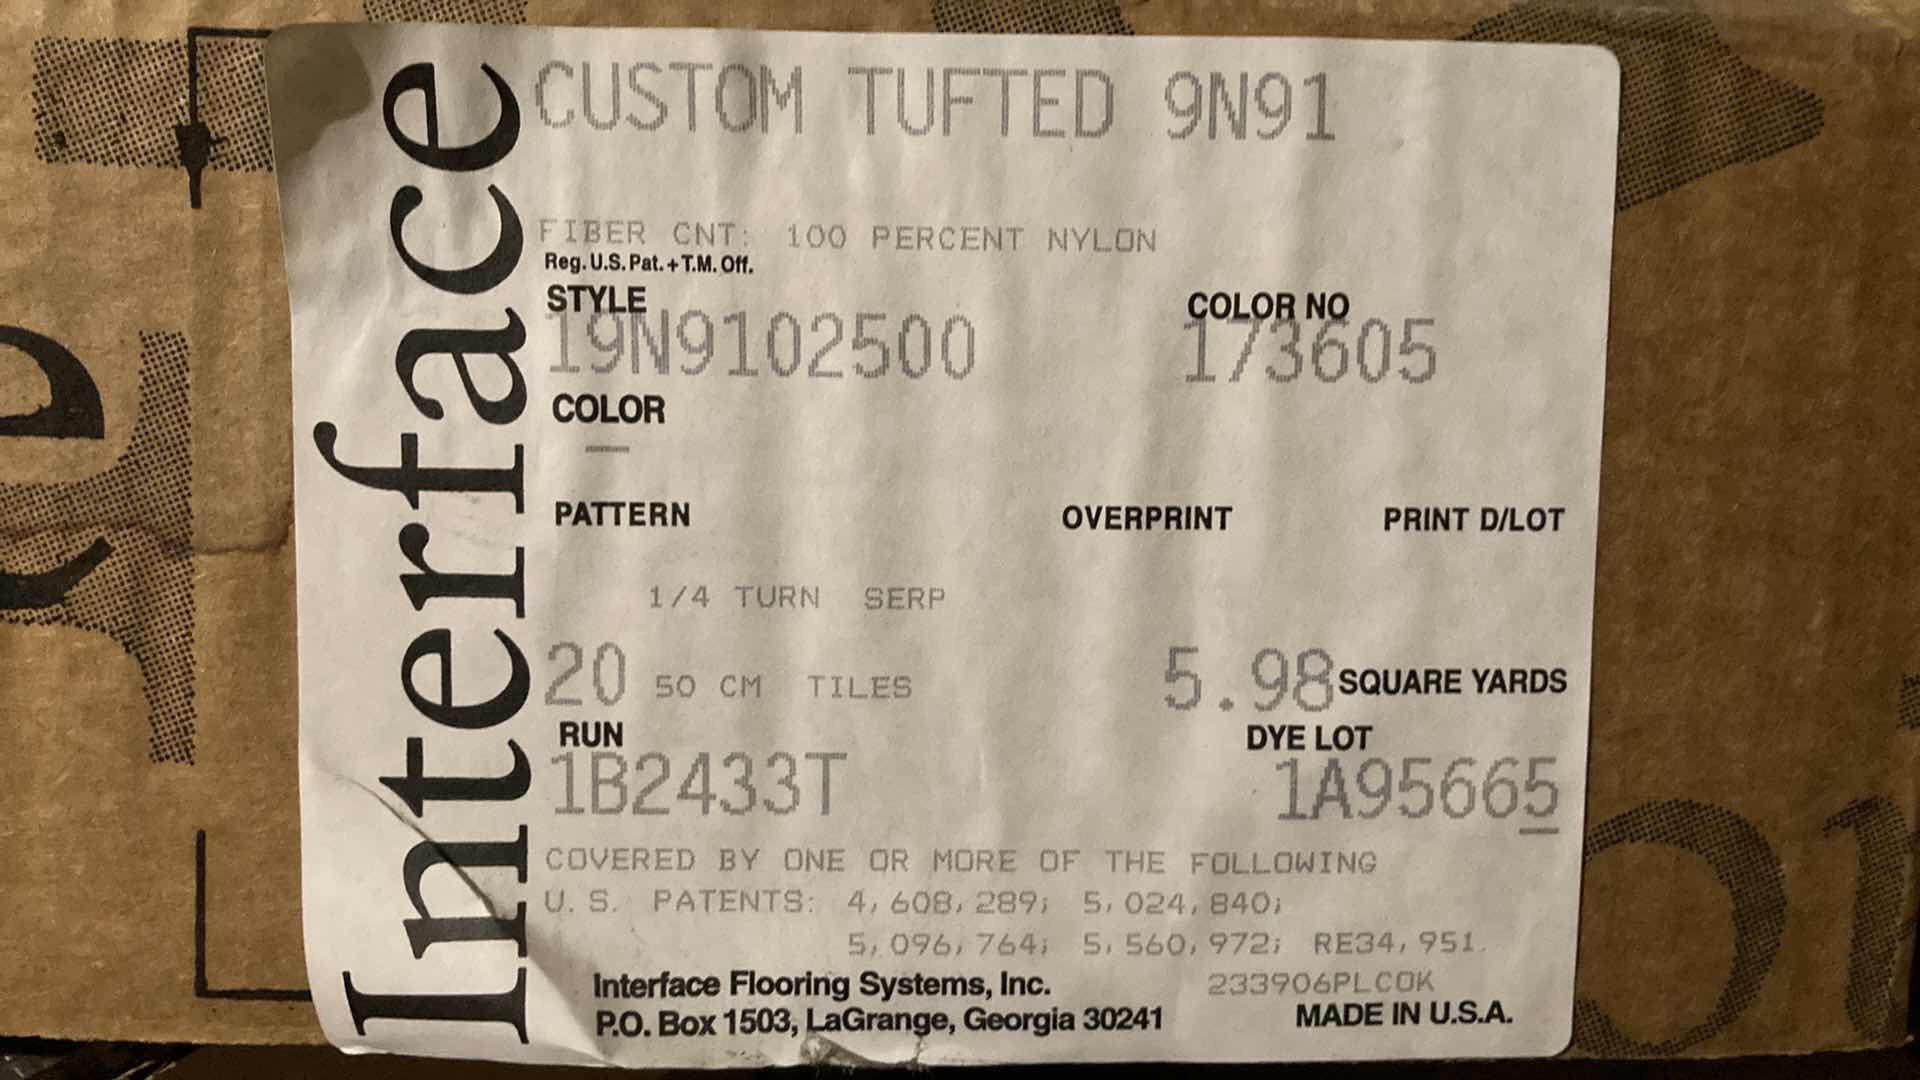 Interface
CUSTOM TUFTED 9N91
FIBER CNT: 100 PERCENT NYLON
Reg. U.S. Pat. + T.M. Off.
STYLE COLOR NO
19N9102500 173605
COLOR
—
PATTERN OVERPRINT PRINT D/LOT
1/4 TURN SERP
20 50 CM TILES 5.98 SQUARE YARDS
RUN DYE LOT
1B2433T 1A95665
COVERED BY ONE OR MORE OF THE FOLLOWING
U.S. PATENTS: 4,608,289; 5,024,840;
5,096,764; 5,560,972; RE34,951.
Interface Flooring Systems, Inc. 233906PLCOK
P.O. Box 1503, LaGrange, Georgia 30241 MADE IN U.S.A.